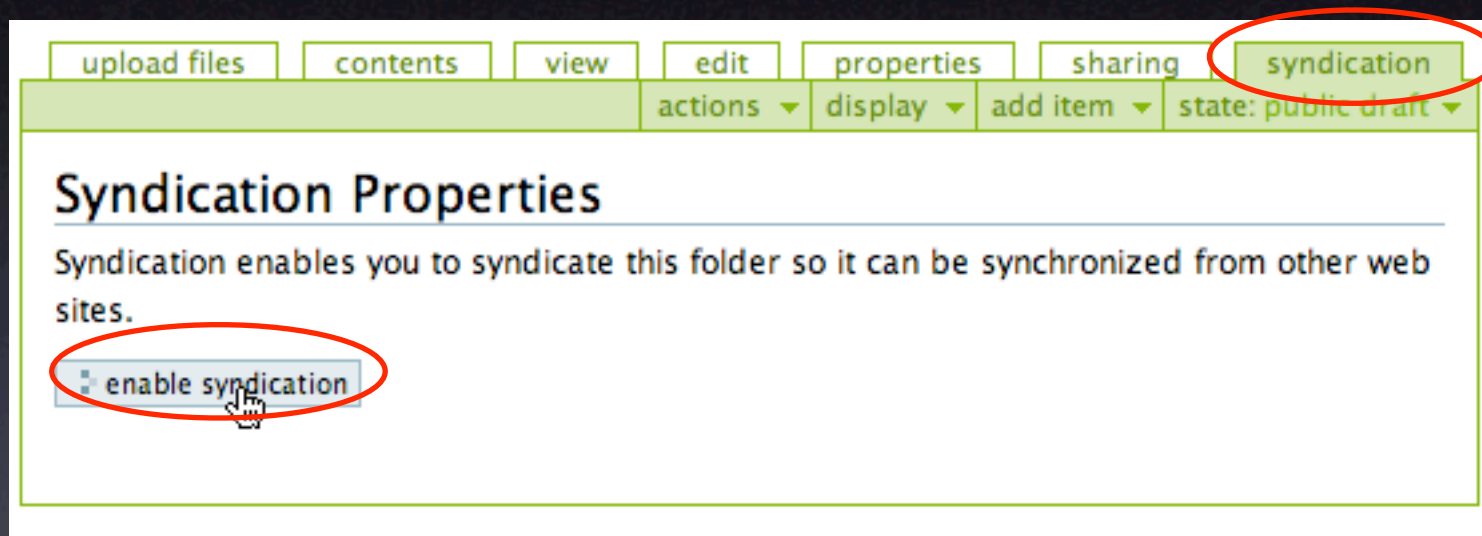 upload files contents view edit properties sharing syndication
actions display add item state: public draft
Syndication Properties
Syndication enables you to syndicate this folder so it can be synchronized from other web
sites.
enable syndication